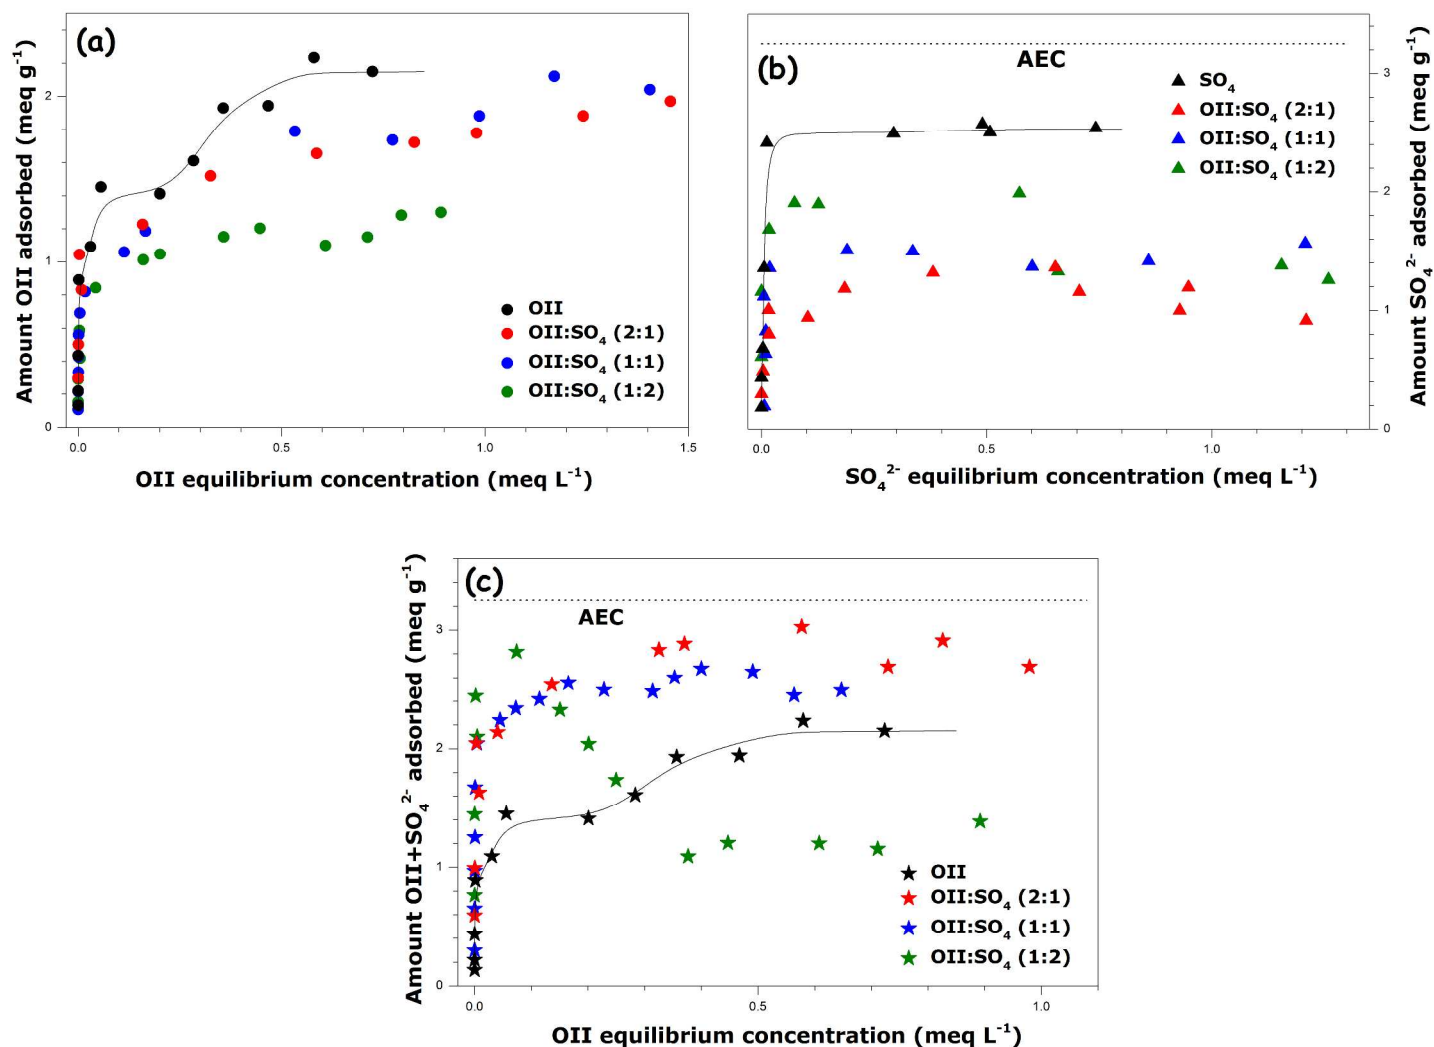 (a)
Amount OII adsorbed (meq g⁻¹)
2
1
0
OII
OII:SO₄ (2:1)
OII:SO₄ (1:1)
OII:SO₄ (1:2)
0.0 0.5 1.0 1.5
OII equilibrium concentration (meq L⁻¹)
(b)
AEC
SO₄
OII:SO₄ (2:1)
OII:SO₄ (1:1)
OII:SO₄ (1:2)
3
2
1
0
Amount SO₄²⁻ adsorbed (meq g⁻¹)
0.0 0.5 1.0
SO₄²⁻ equilibrium concentration (meq L⁻¹)
(c)
Amount OII+SO₄²⁻ adsorbed (meq g⁻¹)
AEC
3
2
1
0
OII
OII:SO₄ (2:1)
OII:SO₄ (1:1)
OII:SO₄ (1:2)
0.0 0.5 1.0
OII equilibrium concentration (meq L⁻¹)